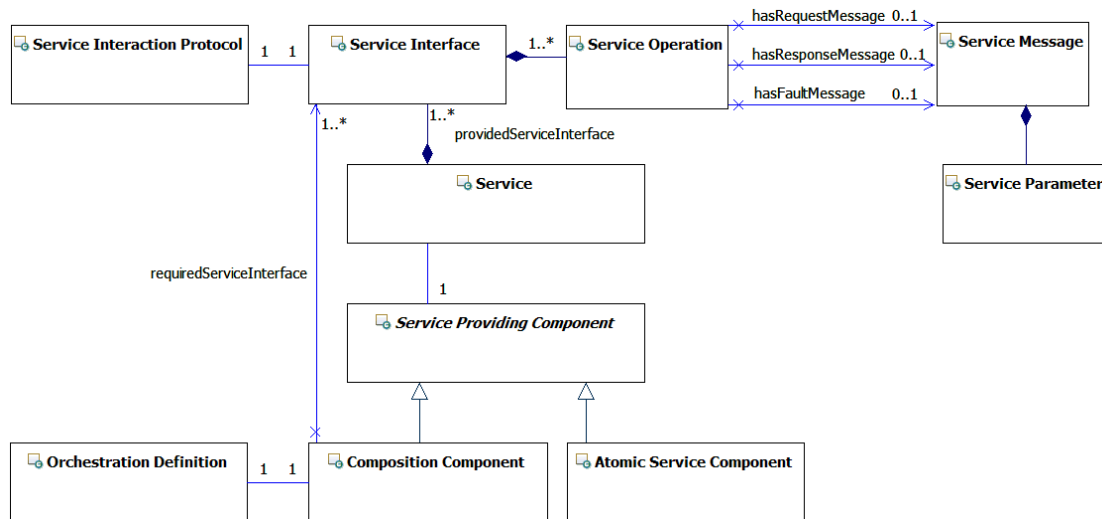 hasRequestMessage 0..1
Service Interaction Protocol
1 1
Service Interface
1..*
Service Operation
hasResponseMessage 0..1
hasFaultMessage 0..1
Service Message
1..*
1..*
providedServiceInterface
Service
Service Parameter
requiredServiceInterface
1
Service Providing Component
Orchestration Definition
1 1
Composition Component
Atomic Service Component